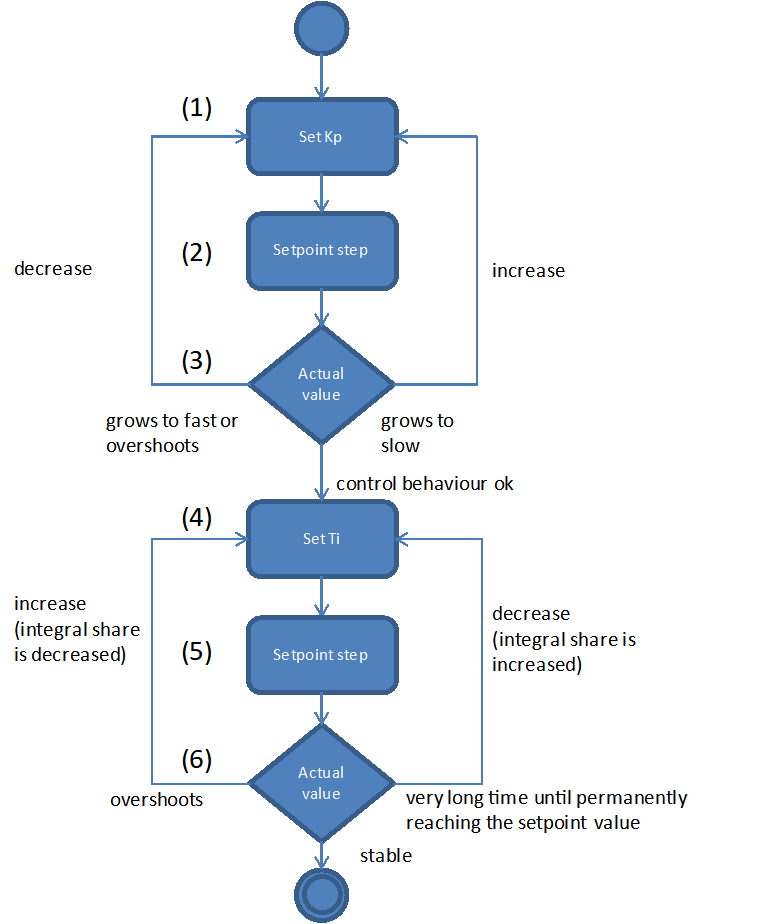 (1)
Set Kp
(2)
Setpoint step
decrease
increase
(3)
Actual
value
grows to fast or
overshoots
grows to
slow
control behaviour ok
(4)
Set Ti
increase
(integral share
is decreased)
decrease
(integral share is
increased)
(5)
Setpoint step
(6)
Actual
value
overshoots
very long time until permanently
reaching the setpoint value
stable